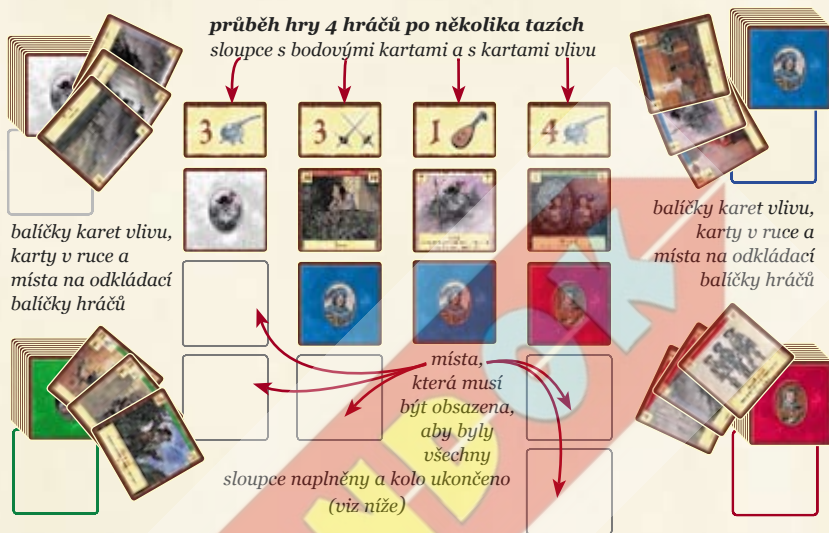 průběh hry 4 hráčů po několika tazích
sloupce s bodovými kartami a s kartami vlivu
3
3
1
4
balíčky karet vlivu,
karty v ruce a
místa na odkládací
balíčky hráčů
balíčky karet vlivu,
karty v ruce a
místa na odkládací
balíčky hráčů
místa,
která musí
být obsazena,
aby byly
všechny
sloupce naplněny a kolo ukončeno
(viz níže)